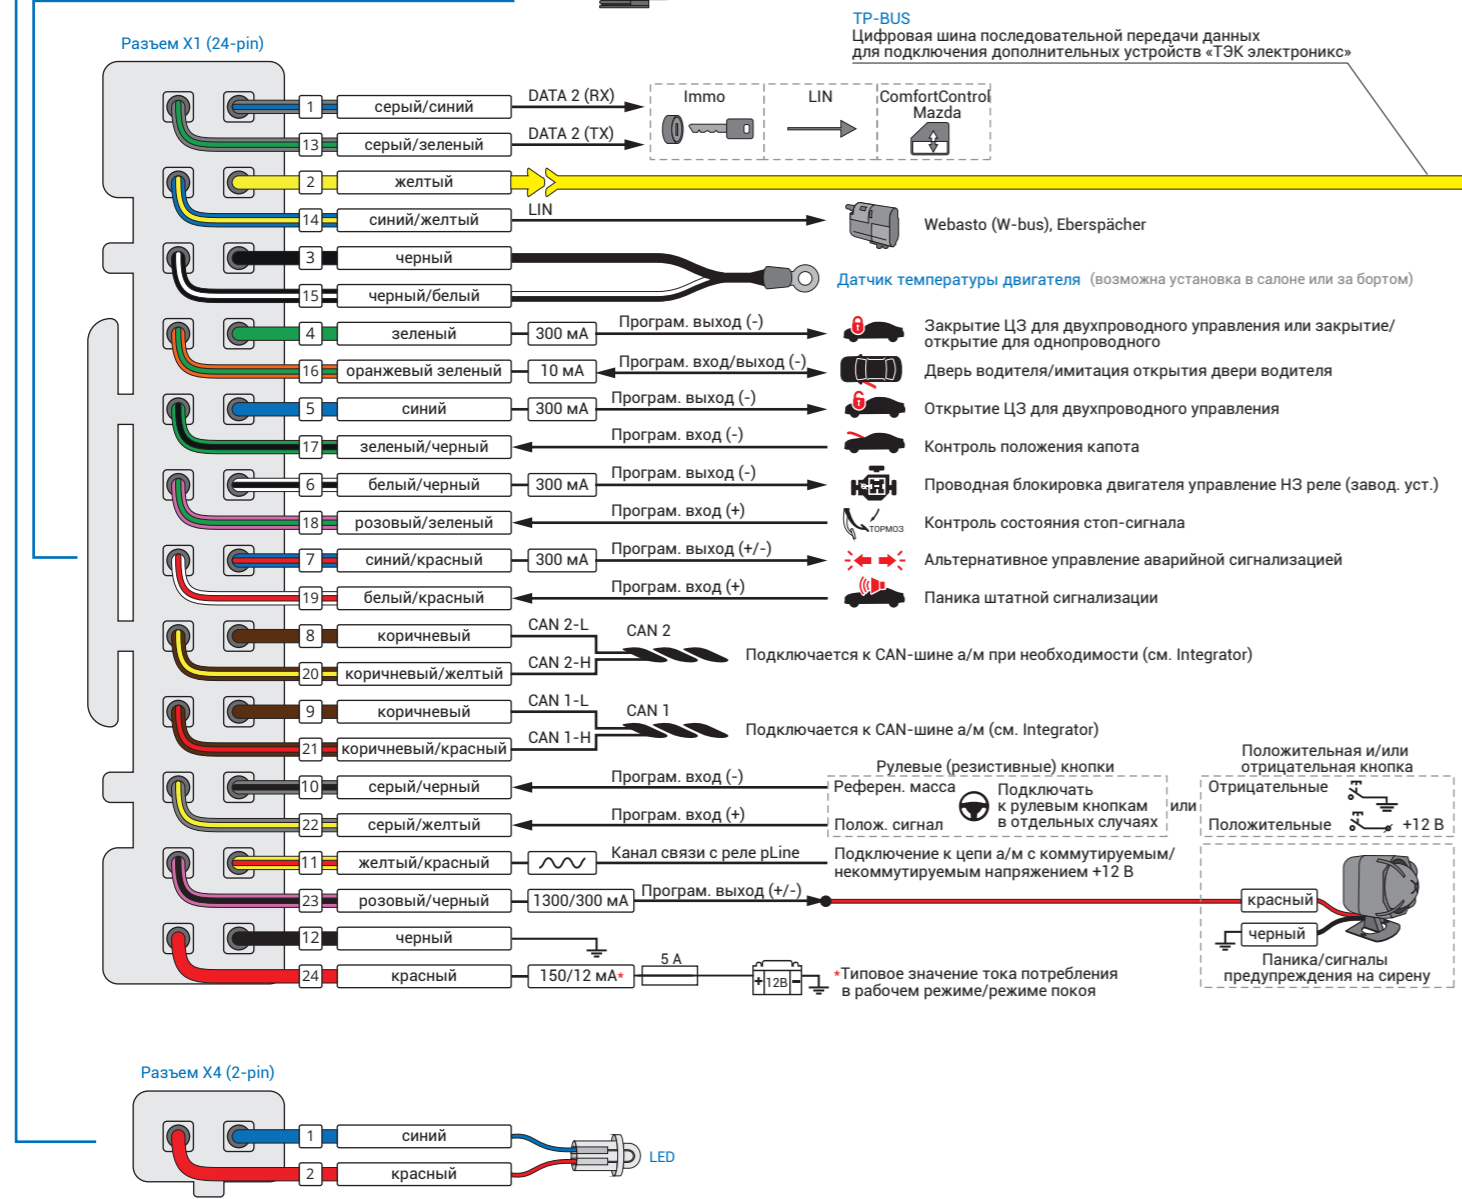 TP-BUS
Цифровая шина последовательной передачи данных
для подключения дополнительных устройств «ТЭК электроникс»
Разъем X1 (24-pin)
1 серый/синий DATA 2 (RX)
Immo LIN ComfortControl
Mazda
13 серый/зеленый DATA 2 (TX)
2 желтый
14 синий/желтый LIN Webasto (W-bus), Eberspächer
3 черный
Датчик температуры двигателя (возможна установка в салоне или за бортом)
15 черный/белый
4 зеленый 300 мА Програм. выход (-) Закрытие ЦЗ для двухпроводного управления или закрытие/
открытие для однопроводного
16 оранжевый зеленый 10 мА Програм. вход/выход (-) Дверь водителя/имитация открытия двери водителя
5 синий 300 мА Програм. выход (-) Открытие ЦЗ для двухпроводного управления
17 зеленый/черный Програм. вход (-) Контроль положения капота
6 белый/черный 300 мА Програм. выход (-) Проводная блокировка двигателя управление НЗ реле (завод. уст.)
18 розовый/зеленый Програм. вход (+) ТОРМОЗ Контроль состояния стоп-сигнала
7 синий/красный 300 мА Програм. выход (+/-) Альтернативное управление аварийной сигнализацией
19 белый/красный Програм. вход (+) Паника штатной сигнализации
8 коричневый CAN 2-L CAN 2
Подключается к CAN-шине а/м при необходимости (см. Integrator)
20 коричневый/желтый CAN 2-H
9 коричневый CAN 1-L CAN 1
Подключается к CAN-шине а/м (см. Integrator)
21 коричневый/красный CAN 1-H
Рулевые (резистивные) кнопки
Положительная и/или
отрицательная кнопка
10 серый/черный Програм. вход (-) Референ. масса
Подключать
к рулевым кнопкам
в отдельных случаях
или
Отрицательные
22 серый/желтый Програм. вход (+) Полож. сигнал
Положительные +12 В
11 желтый/красный Канал связи с реле pLine Подключение к цепи а/м с коммутируемым/
некоммутируемым напряжением +12 В
23 розовый/черный 1300/300 мА Програм. выход (+/-) красный
12 черный
черный
Паника/сигналы
предупреждения на сирену
24 красный 150/12 мА* 5 А + 12В - *Типовое значение тока потребления
в рабочем режиме/режиме покоя
Разъем X4 (2-pin)
1 синий
LED
2 красный